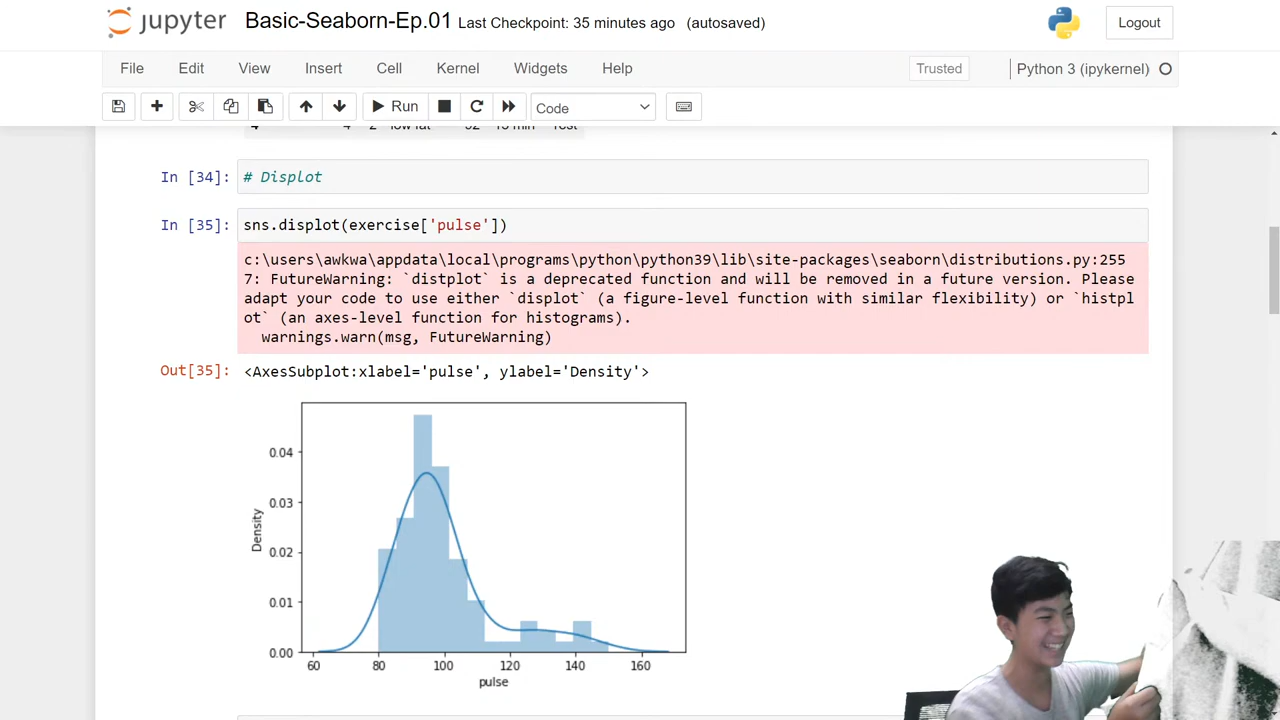 jupyter Basic-Seaborn-Ep.01 Last Checkpoint: 35 minutes ago (autosaved) Logout
File Edit View Insert Cell Kernel Widgets Help Trusted Python 3 (ipykernel)
Run Code
In [34]: # Displot
In [35]: sns.displot(exercise['pulse'])
c:\users\awkwa\appdata\local\programs\python\python39\lib\site-packages\seaborn\distributions.py:255
7: FutureWarning: `distplot` is a deprecated function and will be removed in a future version. Please
adapt your code to use either `displot` (a figure-level function with similar flexibility) or `histpl
ot` (an axes-level function for histograms).
warnings.warn(msg, FutureWarning)
Out[35]: <AxesSubplot:xlabel='pulse', ylabel='Density'>
0.04
0.03
0.02
0.01
0.00
Density
60 80 100 120 140 160
pulse